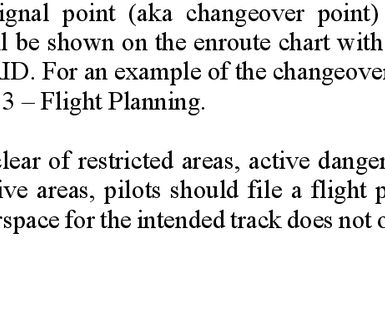 ignal point (aka changeover point)
l be shown on the enroute chart with
RID. For an example of the changeover
3 – Flight Planning.
clear of restricted areas, active danger
ive areas, pilots should file a flight p
rspace for the intended track does not o